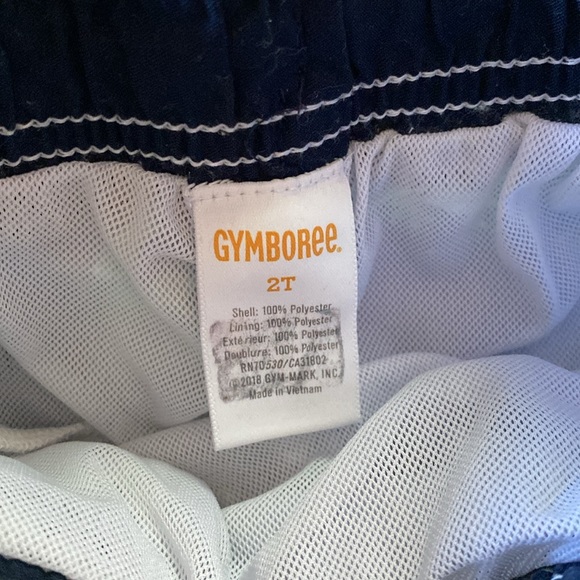 GYMBOREE.
2T
Shell: 100% Polyester
Lining: 100% Polyester
Extérieur: 100% Polyester
Doublure: 100% Polyester
RN70530/CA31802
©2018 GYM-MARK, INC.
Made in Vietnam